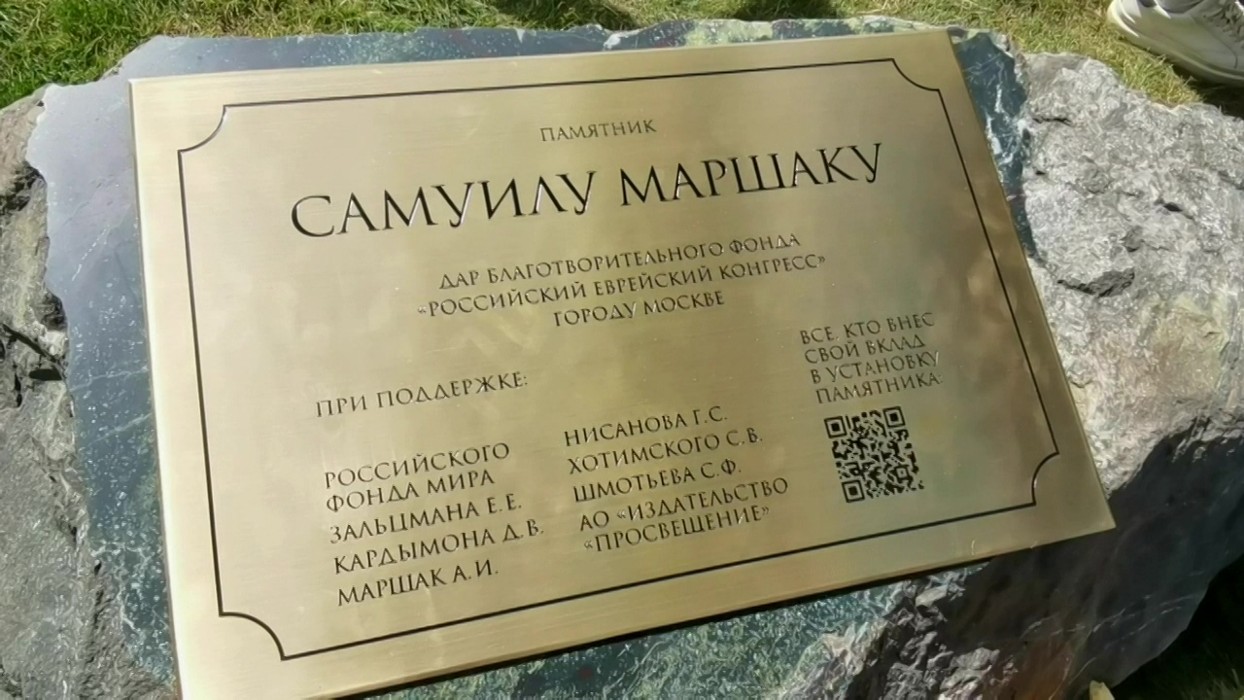 ПАМЯТНИК
САМУИЛУ МАРШАКУ
ДАР БЛАГОТВОРИТЕЛЬНОГО ФОНДА
«РОССИЙСКИЙ ЕВРЕЙСКИЙ КОНГРЕСС»
ГОРОДУ МОСКВЕ
ПРИ ПОДДЕРЖКЕ:
РОССИЙСКОГО
ФОНДА МИРА
ЗАЛЬЦМАНА Е.Е.
КАРДЫМОНА Д.В.
МАРШАК А.И.
НИСАНОВА Г.С.
ХОТИМСКОГО С.В.
ШМОТЬЕВА С.Ф.
АО «ИЗДАТЕЛЬСТВО
«ПРОСВЕЩЕНИЕ»
ВСЕ, КТО ВНЕС
СВОЙ ВКЛАД
В УСТАНОВКУ
ПАМЯТНИКА: